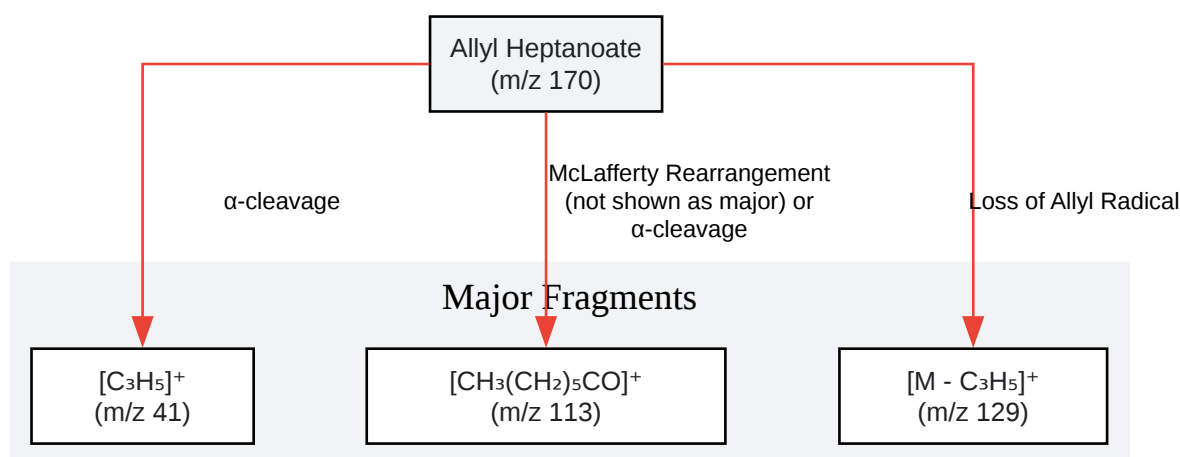 Allyl Heptanoate
(m/z 170)
α-cleavage
McLafferty Rearrangement
(not shown as major) or
α-cleavage
Loss of Allyl Radical
Major Fragments
[C₃H₅]⁺
(m/z 41)
[CH₃(CH₂)₅CO]⁺
(m/z 113)
[M - C₃H₅]⁺
(m/z 129)